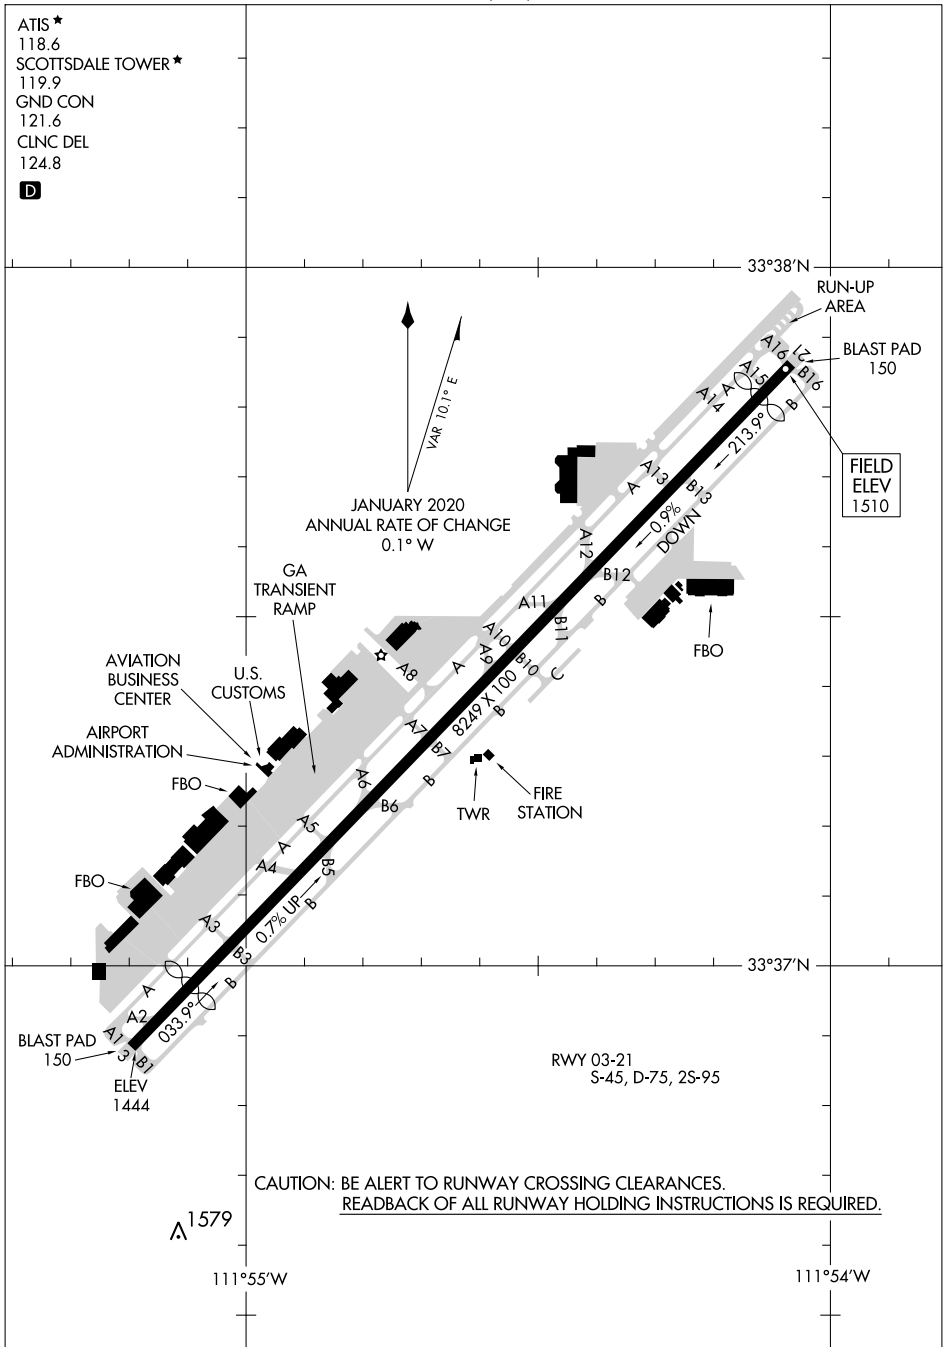 ATIS ★
118.6
SCOTTSDALE TOWER ★
119.9
GND CON
121.6
CLNC DEL
124.8
D
33°38'N
RUN-UP
AREA
BLAST PAD
150
A16
21
A15
B16
A
A14
B
213.9°
FIELD
ELEV
1510
VAR 10.1° E
JANUARY 2020
ANNUAL RATE OF CHANGE
0.1° W
A13
A
B13
0.9%
DOWN
A12
B12
B
FBO
GA
TRANSIENT
RAMP
A11
B11
A10
A9
B10
C
A8
A
8249 X 100
B
AVIATION
BUSINESS
CENTER
U.S.
CUSTOMS
AIRPORT
ADMINISTRATION
FBO
A7
B7
B
A6
B6
TWR
FIRE
STATION
A5
A
A4
B5
B
0.7% UP
FBO
A3
B3
B
33°37'N
A
A2
033.9°
A1
3
B1
BLAST PAD
150
ELEV
1444
RWY 03-21
S-45, D-75, 2S-95
CAUTION: BE ALERT TO RUNWAY CROSSING CLEARANCES.
READBACK OF ALL RUNWAY HOLDING INSTRUCTIONS IS REQUIRED.
1579
111°55'W
111°54'W